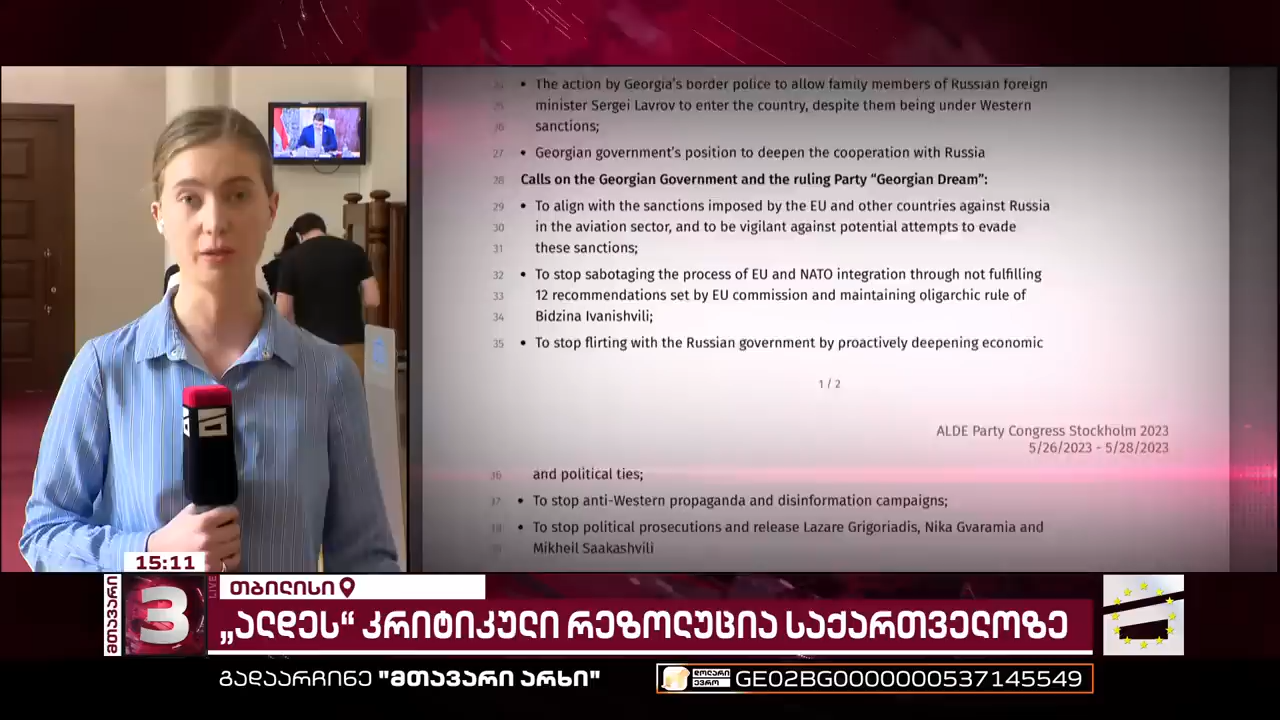 The action by Georgia's border police to allow family members of Russian foreign
25 minister Sergei Lavrov to enter the country, despite them being under Western
26 sanctions;
27 • Georgian government's position to deepen the cooperation with Russia
28 Calls on the Georgian Government and the ruling Party “Georgian Dream”:
29 • To align with the sanctions imposed by the EU and other countries against Russia
30 in the aviation sector, and to be vigilant against potential attempts to evade
31 these sanctions;
32 • To stop sabotaging the process of EU and NATO integration through not fulfilling
33 12 recommendations set by EU commission and maintaining oligarchic rule of
34 Bidzina Ivanishvili;
35 • To stop flirting with the Russian government by proactively deepening economic
1 / 2
ALDE Party Congress Stockholm 2023
5/26/2023 - 5/28/2023
36 and political ties;
37 • To stop anti-Western propaganda and disinformation campaigns;
38 • To stop political prosecutions and release Lazare Grigoriadis, Nika Gvaramia and
Mikheil Saakashvili
15:11
LIVE
მთავარი
3
თბილისი
„ალდეს“ კრიტიკული რეზოლუცია საქართველოზე
გადაარჩინე "მთავარი არხი"
დოლარი
ევრო
GE02BG0000000537145549